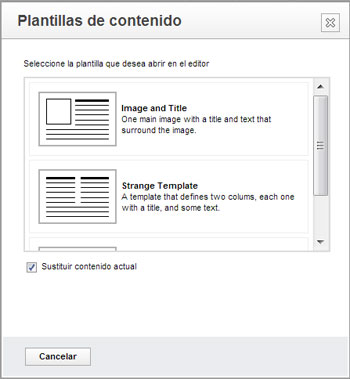 Plantillas de contenido
Seleccione la plantilla que desea abrir en el editor
Image and Title
One main image with a title and text that
surround the image.
Strange Template
A template that defines two colums, each one
with a title, and some text.
Sustituir contenido actual
Cancelar